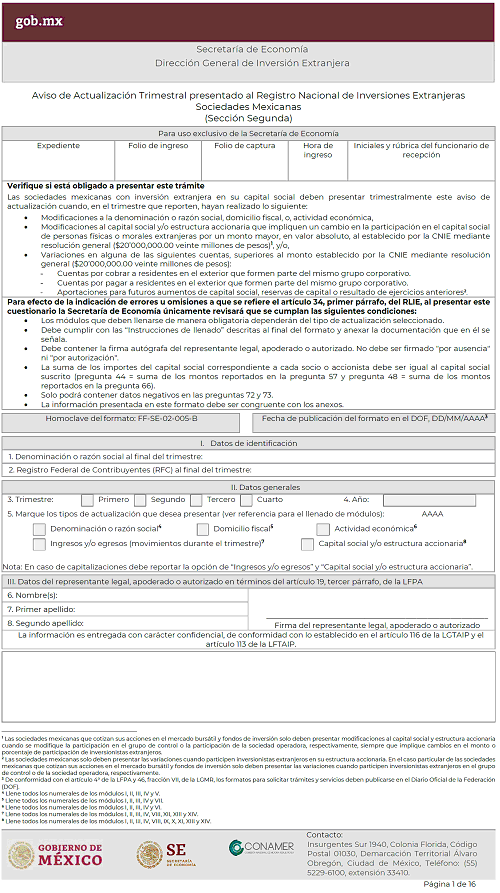 gob.mx
Secretaría de Economía
Dirección General de Inversión Extranjera
Aviso de Actualización Trimestral presentado al Registro Nacional de Inversiones Extranjeras
Sociedades Mexicanas
(Sección Segunda)
Para uso exclusivo de la Secretaría de Economía
Expediente
Folio de ingreso
Folio de captura
Hora de
ingreso
Iniciales y rúbrica del funcionario de
recepción
Verifique si está obligado a presentar este trámite
Las sociedades mexicanas con inversión extranjera en su capital social deben presentar trimestralmente este aviso de
actualización cuando, en el trimestre que reporten, hayan realizado lo siguiente:
• Modificaciones a la denominación o razón social, domicilio fiscal, o, actividad económica,
• Modificaciones al capital social y/o estructura accionaria que impliquen un cambio en la participación en el capital social
de personas físicas o morales extranjeras por un monto mayor, en valor absoluto, al establecido por la CNIE mediante
resolución general ($20'000,000.00 veinte millones de pesos)¹, y/o,
• Variaciones en alguna de las siguientes cuentas, superiores al monto establecido por la CNIE mediante resolución
general ($20'000,000.00 veinte millones de pesos):
- Cuentas por cobrar a residentes en el exterior que formen parte del mismo grupo corporativo.
- Cuentas por pagar a residentes en el exterior que formen parte del mismo grupo corporativo.
- Aportaciones para futuros aumentos de capital social, reservas de capital o resultado de ejercicios anteriores².
Para efecto de la indicación de errores u omisiones a que se refiere el artículo 34, primer párrafo, del RLIE, al presentar este
cuestionario la Secretaría de Economía únicamente revisará que se cumplan las siguientes condiciones:
• Los módulos que deben llenarse de manera obligatoria dependerán del tipo de actualización seleccionado.
• Debe cumplir con las “Instrucciones de llenado” descritas al final del formato y anexar la documentación que en él se
señala.
• Debe contener la firma autógrafa del representante legal, apoderado o autorizado. No debe ser firmado "por ausencia"
ni "por autorización".
• La suma de los importes del capital social correspondiente a cada socio o accionista debe ser igual al capital social
suscrito (pregunta 44 = suma de los montos reportados en la pregunta 57 y pregunta 48 = suma de los montos
reportados en la pregunta 66).
• Solo podrá contener datos negativos en las preguntas 72 y 73.
• La información presentada en este formato debe ser congruente con los anexos.
Homoclave del formato: FF-SE-02-005-B
Fecha de publicación del formato en el DOF, DD/MM/AAAA³
I. Datos de identificación
1. Denominación o razón social al final del trimestre:
2. Registro Federal de Contribuyentes (RFC) al final del trimestre:
II. Datos generales
3. Trimestre: Primero Segundo Tercero Cuarto 4. Año:
5. Marque los tipos de actualización que desea presentar (ver referencia para el llenado de módulos): AAAA
Denominación o razón social⁴ Domicilio fiscal⁵ Actividad económica⁶
Ingresos y/o egresos (movimientos durante el trimestre)⁷ Capital social y/o estructura accionaria⁸
Nota: En caso de capitalizaciones debe reportar la opción de “Ingresos y/o egresos” y “Capital social y/o estructura accionaria”.
III. Datos del representante legal, apoderado o autorizado en términos del artículo 19, tercer párrafo, de la LFPA
6. Nombre(s):
7. Primer apellido:
8. Segundo apellido:
Firma del representante legal, apoderado o autorizado
La información es entregada con carácter confidencial, de conformidad con lo establecido en el artículo 116 de la LGTAIP y el
artículo 113 de la LFTAIP.
¹ Las sociedades mexicanas que cotizan sus acciones en el mercado bursátil y fondos de inversión solo deben presentar modificaciones al capital social y estructura accionaria
cuando se modifique la participación en el grupo de control o la participación de la sociedad operadora, respectivamente, siempre que implique cambios en el monto o
porcentaje de participación de inversionistas extranjeros.
² Las sociedades mexicanas solo deben presentar las variaciones cuando participen inversionistas extranjeros en su estructura accionaria. En el caso particular de las sociedades
mexicanas que cotizan sus acciones en el mercado bursátil y fondos de inversión solo deben presentar las variaciones cuando participen inversionistas extranjeros en el grupo
de control o de la sociedad operadora, respectivamente.
³ De conformidad con el artículo 4° de la LFPA y 46, fracción VII, de la LGMR, los formatos para solicitar trámites y servicios deben publicarse en el Diario Oficial de la Federación
(DOF).
⁴ Llene todos los numerales de los módulos I, II, III, IV y V.
⁵ Llene todos los numerales de los módulos I, II, III, IV y VII.
⁶ Llene todos los numerales de los módulos I, II, III, IV y VI.
⁷ Llene todos los numerales de los módulos I, II, III, IV, VIII, XII, XIII y XIV.
⁸ Llene todos los numerales de los módulos I, II, III, IV, VIII, IX, X, XI, XIII y XIV.
GOBIERNO DE
MÉXICO
SE
SECRETARÍA
DE ECONOMÍA
CONAMER
Contacto:
Insurgentes Sur 1940, Colonia Florida, Código
Postal 01030, Demarcación Territorial Álvaro
Obregón, Ciudad de México, Teléfono: (55)
5229-6100, extensión 33410.
Página 1 de 16